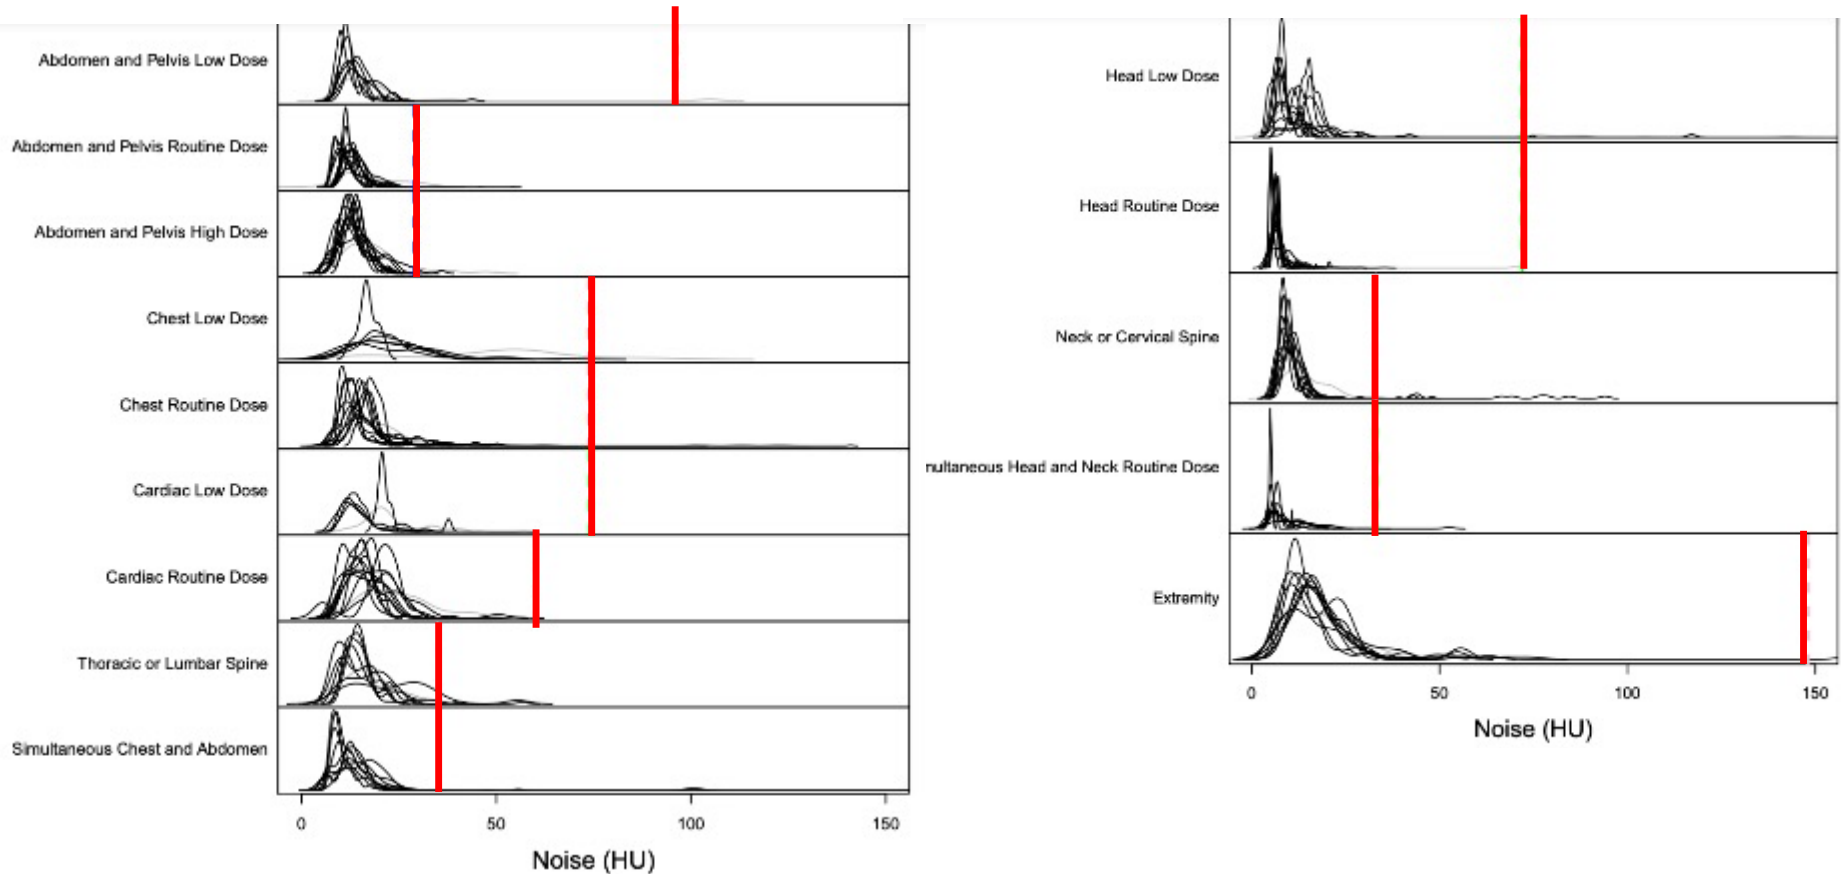 Abdomen and Pelvis Low Dose
Abdomen and Pelvis Routine Dose
Abdomen and Pelvis High Dose
Chest Low Dose
Chest Routine Dose
Cardiac Low Dose
Cardiac Routine Dose
Thoracic or Lumbar Spine
Simultaneous Chest and Abdomen
0 50 100 150
Noise (HU)
Head Low Dose
Head Routine Dose
Neck or Cervical Spine
nultaneous Head and Neck Routine Dose
Extremity
0 50 100 150
Noise (HU)